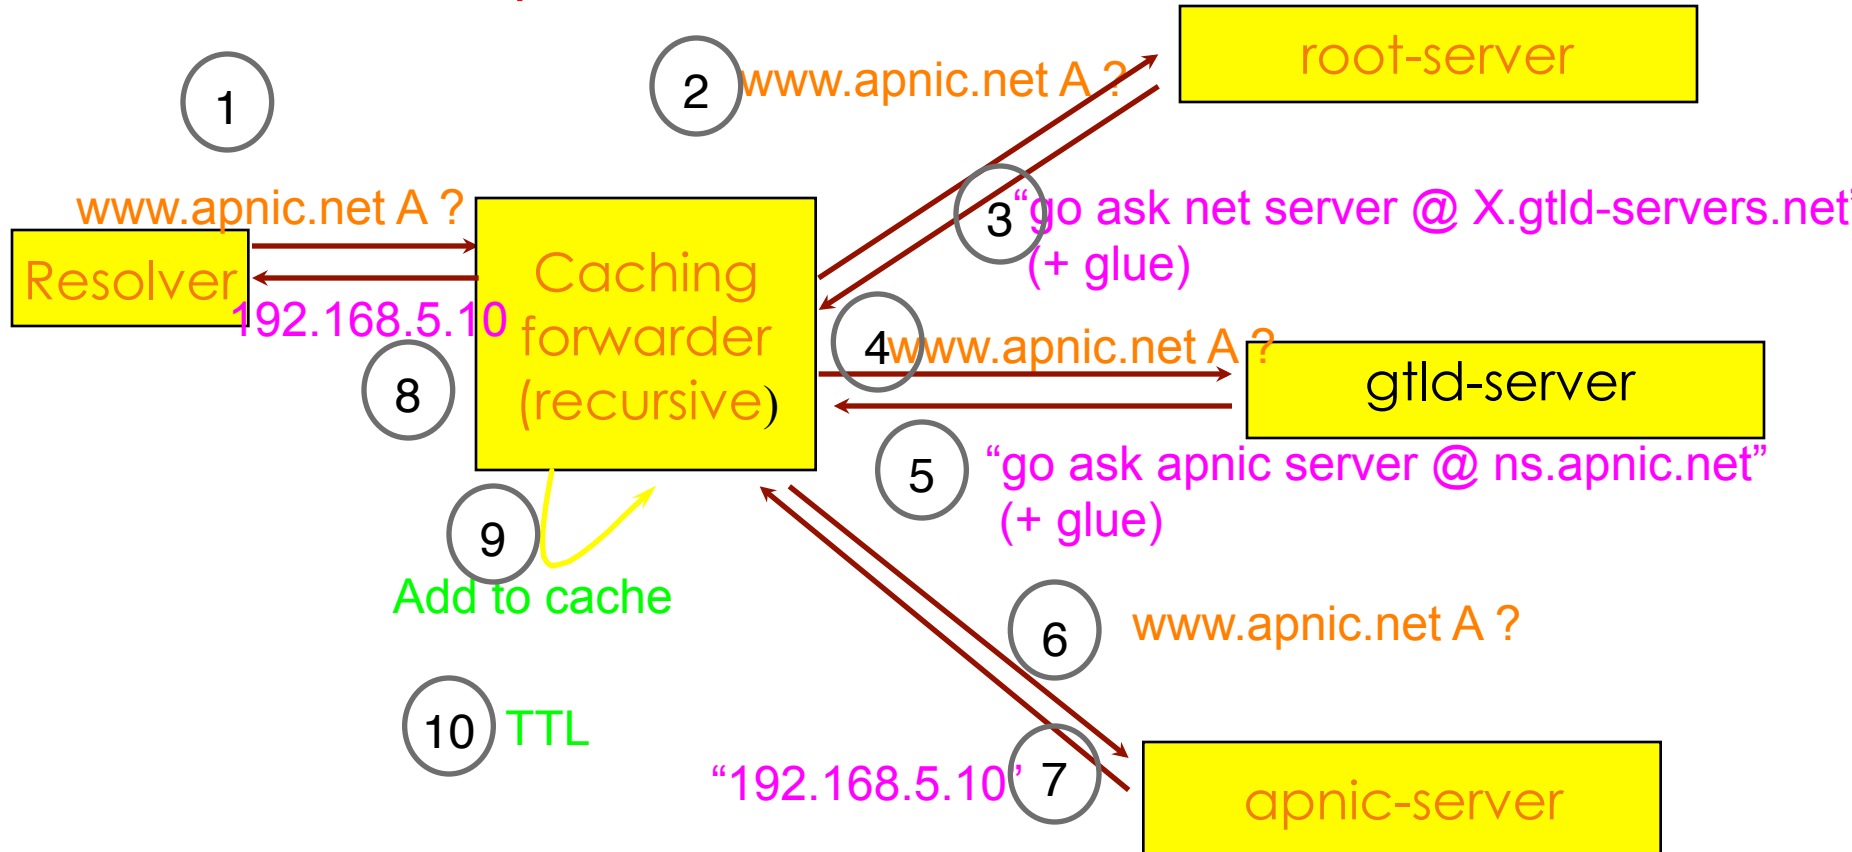 1
2
www.apnic.net A ?
root-server
www.apnic.net A ?
3
“go ask net server @ X.gtld-servers.net”
(+ glue)
Resolver
192.168.5.10
Caching
forwarder
(recursive)
4
www.apnic.net A ?
gtld-server
8
5
“go ask apnic server @ ns.apnic.net”
(+ glue)
9
Add to cache
6
www.apnic.net A ?
10
TTL
“192.168.5.10”
7
apnic-server